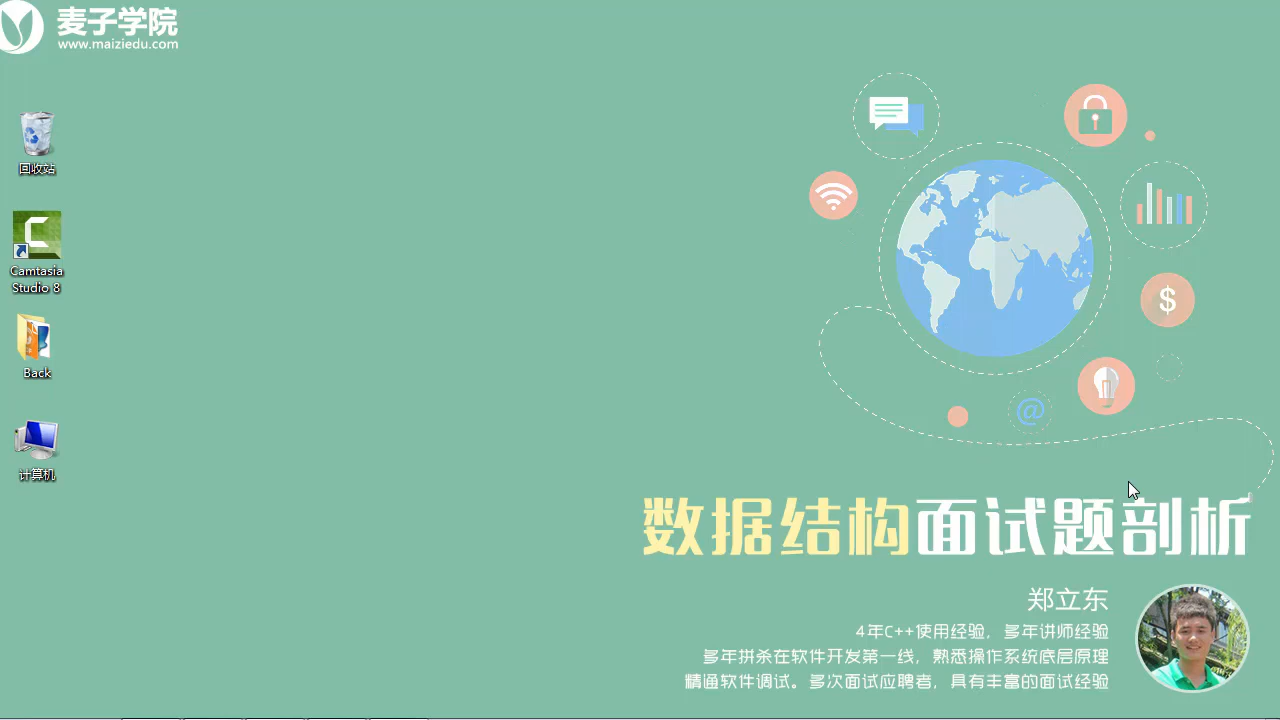 麦子学院
www.maiziedu.com
回收站
Camtasia
Studio 8
Back
计算机
@
$
数据结构面试题剖析
郑立东
4年C++使用经验，多年讲师经验
多年拼杀在软件开发第一线，熟悉操作系统底层原理
精通软件调试。多次面试应聘者，具有丰富的面试经验